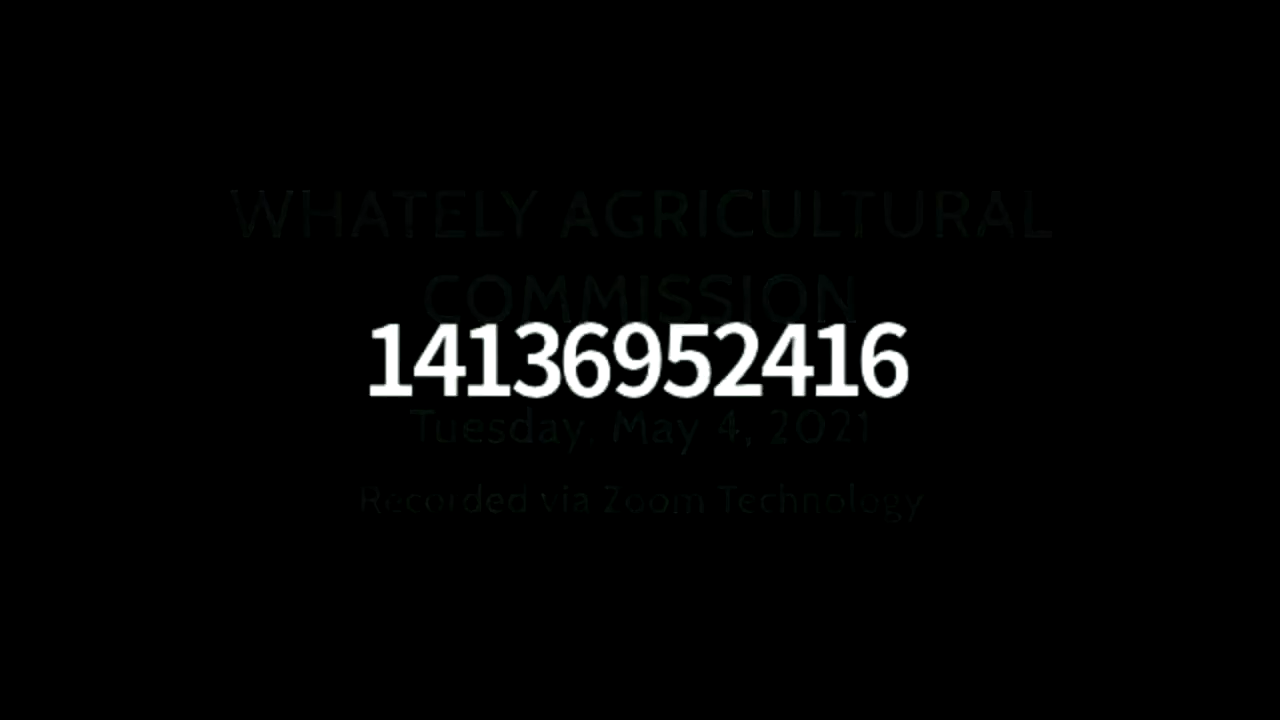 WHATELY AGRICULTURAL
COMMISSION
14136952416
Tuesday, May 4, 2021
Recorded via Zoom Technology